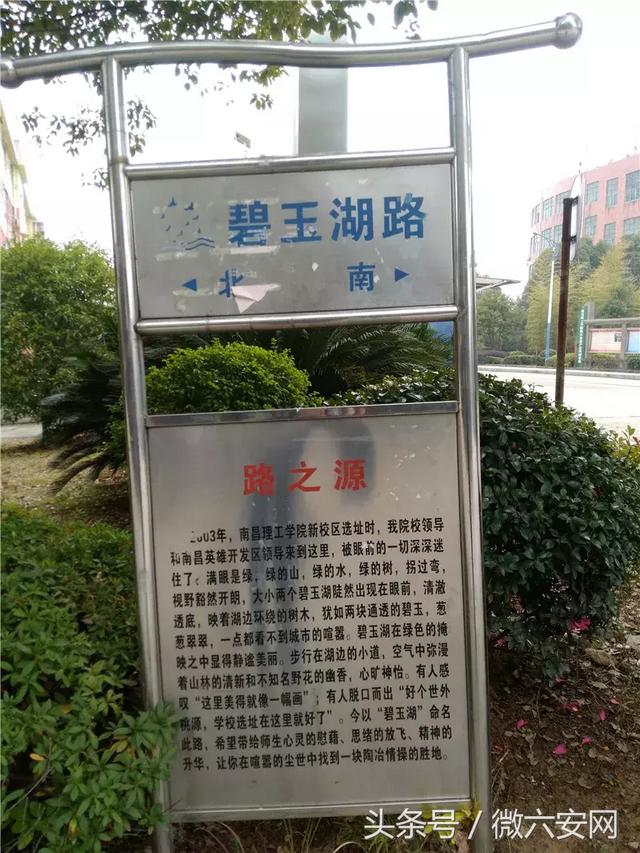 碧玉湖路
北 南
路之源
2003年，南昌理工学院新校区选址时，我院校领导
和南昌英雄开发区领导来到这里，被眼前的一切深深迷
住了。满眼是绿，绿的山，绿的水，绿的树，拐过弯，
视野豁然开朗，大小两个碧玉湖陡然出现在眼前，清澈
透底，映着湖边环绕的树木，犹如两块通透的碧玉，葱
葱翠翠，一点都看不到城市的喧嚣。碧玉湖在绿色的掩
映之中显得静谧美丽。步行在湖边的小道，空气中弥漫
着山林的清新和不知名野花的幽香，心旷神怡。有人感
叹“这里美得就像一幅画”；有人脱口而出“好个世外
桃源，学校选址在这里就好了”。今以“碧玉湖”命名
此路，希望带给师生心灵的慰藉、思绪的放飞、精神的
升华，让你在喧嚣的尘世中找到一块陶冶情操的胜地。
头条号/微六安网